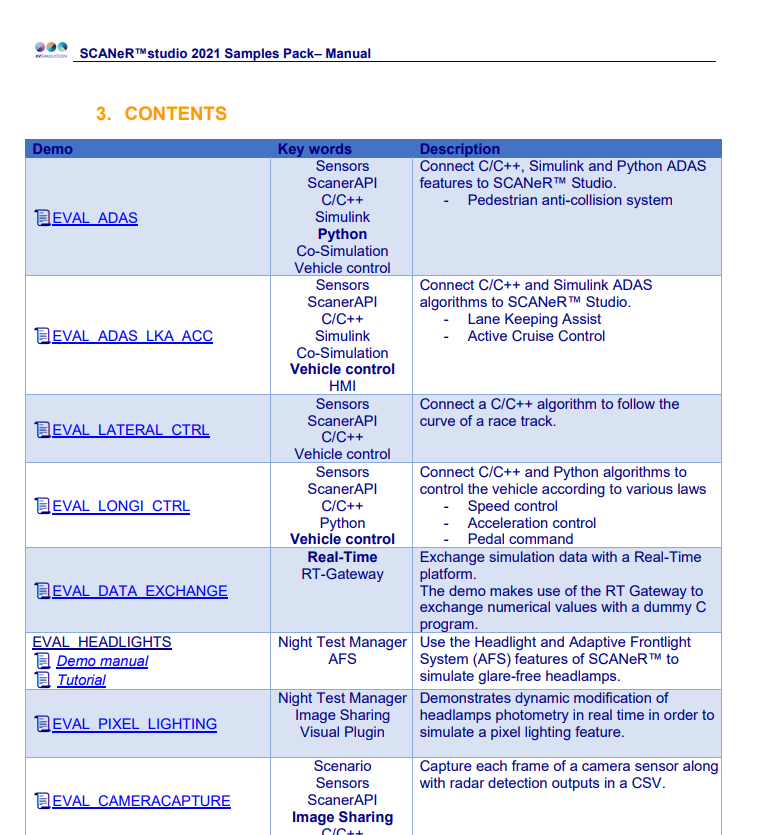 AVSIMULATION
SCANeR™studio 2021 Samples Pack– Manual
3. CONTENTS
Demo Key words Description
EVAL_ADAS
Sensors
ScanerAPI
C/C++
Simulink
Python
Co-Simulation
Vehicle control
Connect C/C++, Simulink and Python ADAS
features to SCANeR™ Studio.
- Pedestrian anti-collision system
EVAL_ADAS_LKA_ACC
Sensors
ScanerAPI
C/C++
Simulink
Co-Simulation
Vehicle control
HMI
Connect C/C++ and Simulink ADAS
algorithms to SCANeR™ Studio.
- Lane Keeping Assist
- Active Cruise Control
EVAL_LATERAL_CTRL
Sensors
ScanerAPI
C/C++
Vehicle control
Connect a C/C++ algorithm to follow the
curve of a race track.
EVAL_LONGI_CTRL
Sensors
ScanerAPI
C/C++
Python
Vehicle control
Connect C/C++ and Python algorithms to
control the vehicle according to various laws
- Speed control
- Acceleration control
- Pedal command
EVAL_DATA_EXCHANGE
Real-Time
RT-Gateway
Exchange simulation data with a Real-Time
platform.
The demo makes use of the RT Gateway to
exchange numerical values with a dummy C
program.
EVAL_HEADLIGHTS
Demo manual
Tutorial
Night Test Manager
AFS
Use the Headlight and Adaptive Frontlight
System (AFS) features of SCANeR™ to
simulate glare-free headlamps.
EVAL_PIXEL_LIGHTING
Night Test Manager
Image Sharing
Visual Plugin
Demonstrates dynamic modification of
headlamps photometry in real time in order to
simulate a pixel lighting feature.
EVAL_CAMERACAPTURE
Scenario
Sensors
ScanerAPI
Image Sharing
C/C++
Capture each frame of a camera sensor along
with radar detection outputs in a CSV.